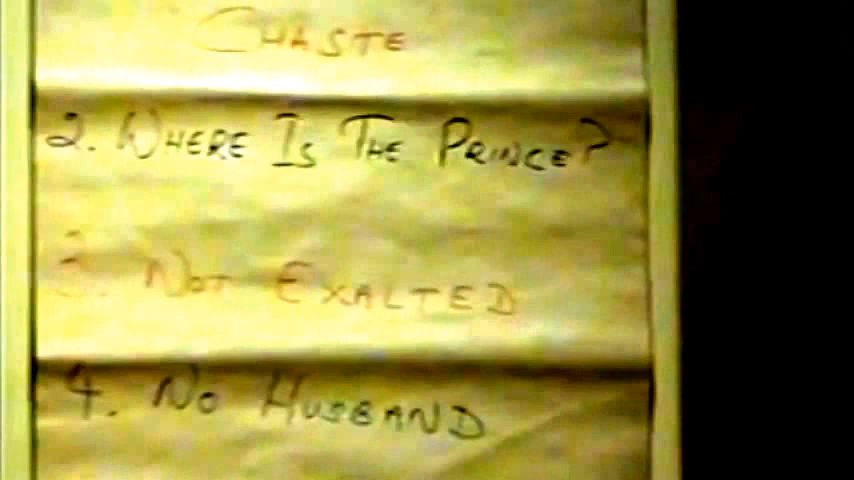 CHASTE
2. WHERE IS THE PRINCE?
3. NOT EXALTED
4. NO HUSBAND